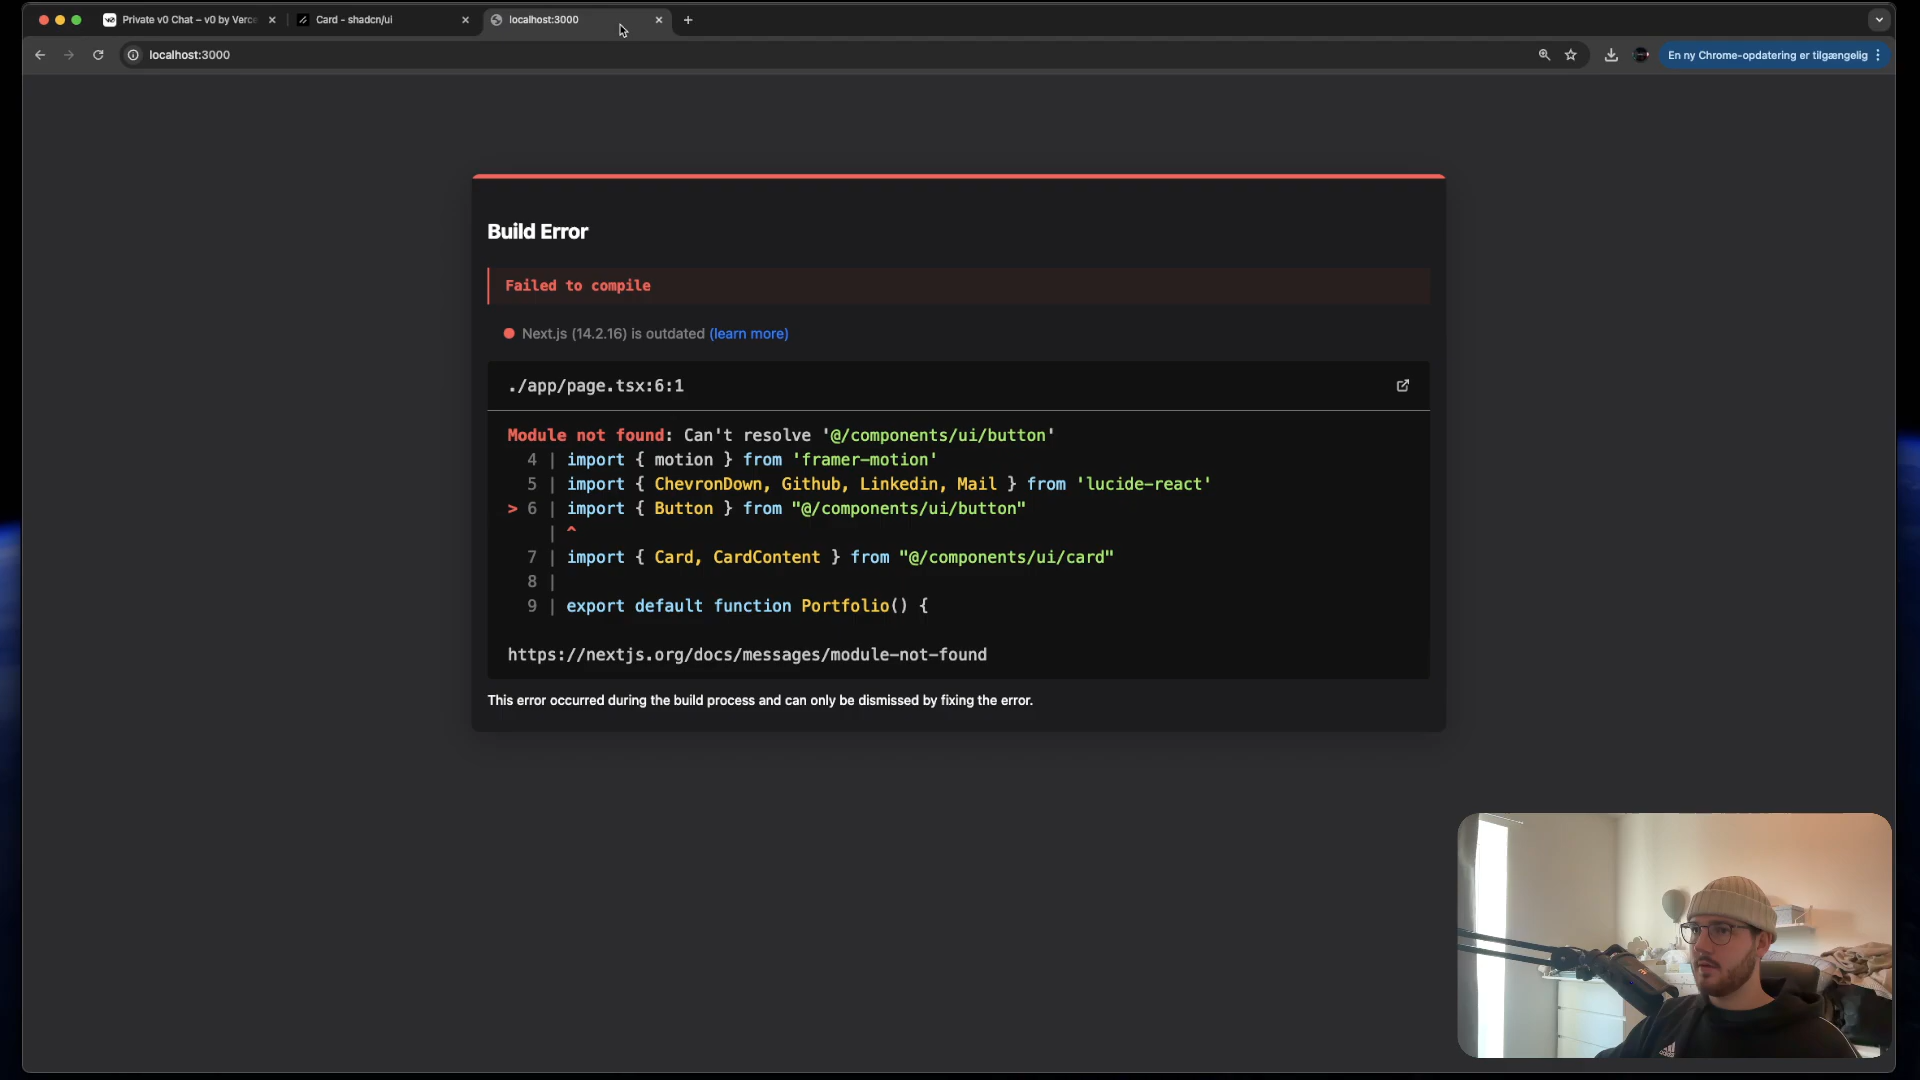 Private v0 Chat – v0 by Verce
Card - shadcn/ui
localhost:3000
localhost:3000
En ny Chrome-opdatering er tilgængelig
Build Error
Failed to compile
Next.js (14.2.16) is outdated (learn more)
./app/page.tsx:6:1
Module not found: Can't resolve '@/components/ui/button'
4 | import { motion } from 'framer-motion'
5 | import { ChevronDown, Github, Linkedin, Mail } from 'lucide-react'
> 6 | import { Button } from "@/components/ui/button"
| ^
7 | import { Card, CardContent } from "@/components/ui/card"
8 |
9 | export default function Portfolio() {
https://nextjs.org/docs/messages/module-not-found
This error occurred during the build process and can only be dismissed by fixing the error.